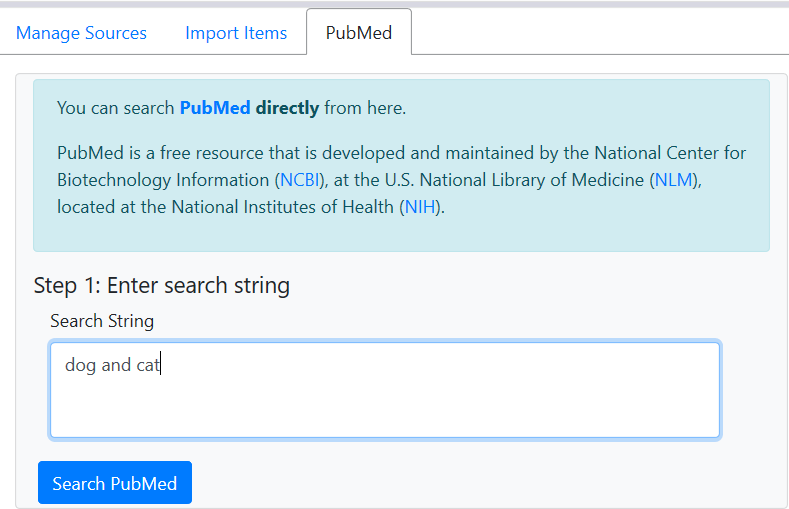 Manage Sources
Import Items
PubMed
You can search PubMed directly from here.
PubMed is a free resource that is developed and maintained by the National Center for
Biotechnology Information (NCBI), at the U.S. National Library of Medicine (NLM),
located at the National Institutes of Health (NIH).
Step 1: Enter search string
Search String
dog and cat
Search PubMed